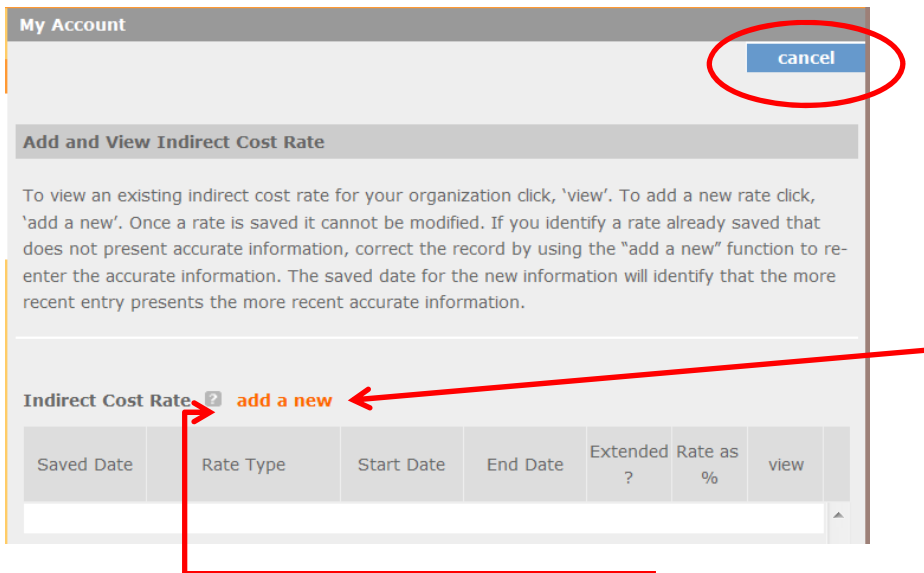 My Account
cancel
Add and View Indirect Cost Rate
To view an existing indirect cost rate for your organization click, ‘view’. To add a new rate click,
‘add a new’. Once a rate is saved it cannot be modified. If you identify a rate already saved that
does not present accurate information, correct the record by using the “add a new” function to re-
enter the accurate information. The saved date for the new information will identify that the more
recent entry presents the more recent accurate information.
Indirect Cost Rate ? add a new
Saved Date Rate Type Start Date End Date Extended ? Rate as % view